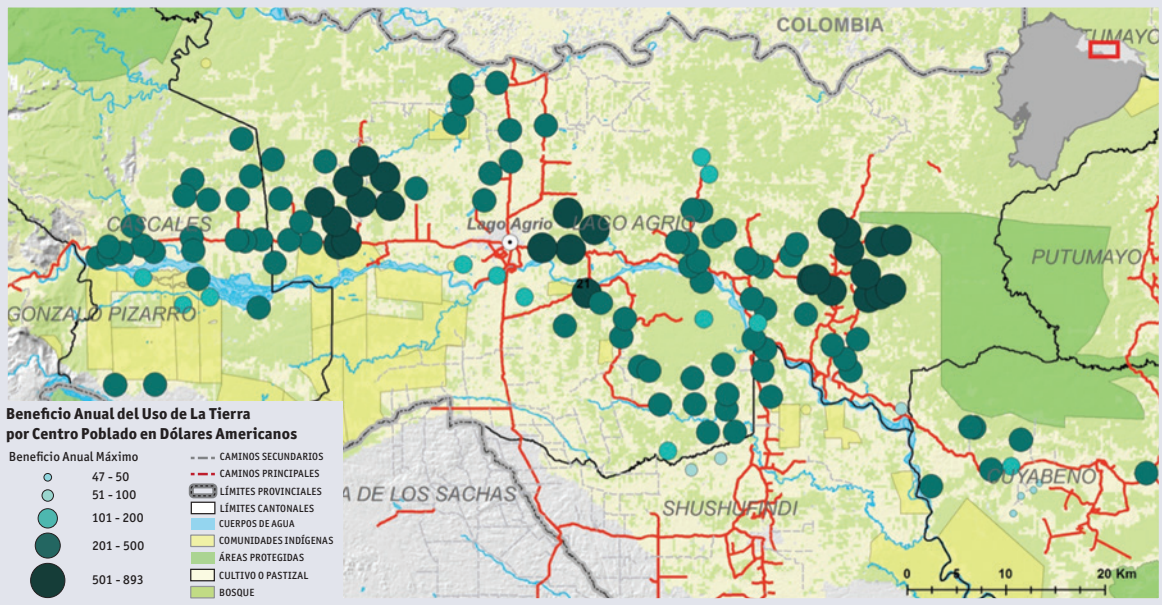 COLOMBIA
TUMAYO
CASCALES
Lago Agrio
LAGO AGRIO
PUTUMAYO
21
GONZALO PIZARRO
A DE LOS SACHAS
SHUSHUFINDI
CUYABENO
0 5 10 20 Km
Beneficio Anual del Uso de La Tierra
por Centro Poblado en Dólares Americanos
Beneficio Anual Máximo
47 - 50
51 - 100
101 - 200
201 - 500
501 - 893
CAMINOS SECUNDARIOS
CAMINOS PRINCIPALES
LÍMITES PROVINCIALES
LÍMITES CANTONALES
CUERPOS DE AGUA
COMUNIDADES INDÍGENAS
ÁREAS PROTEGIDAS
CULTIVO O PASTIZAL
BOSQUE